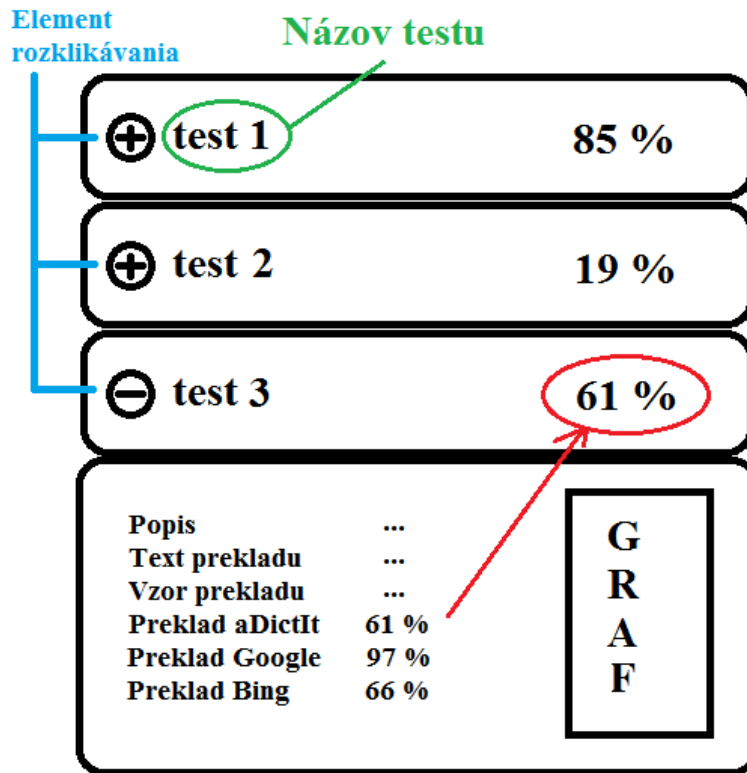 Element
rozklikávania
Názov testu
test 1 85 %
test 2 19 %
test 3 61 %
Popis ...
Text prekladu ...
Vzor prekladu ...
Preklad aDictIt 61 %
Preklad Google 97 %
Preklad Bing 66 %
G
R
A
F